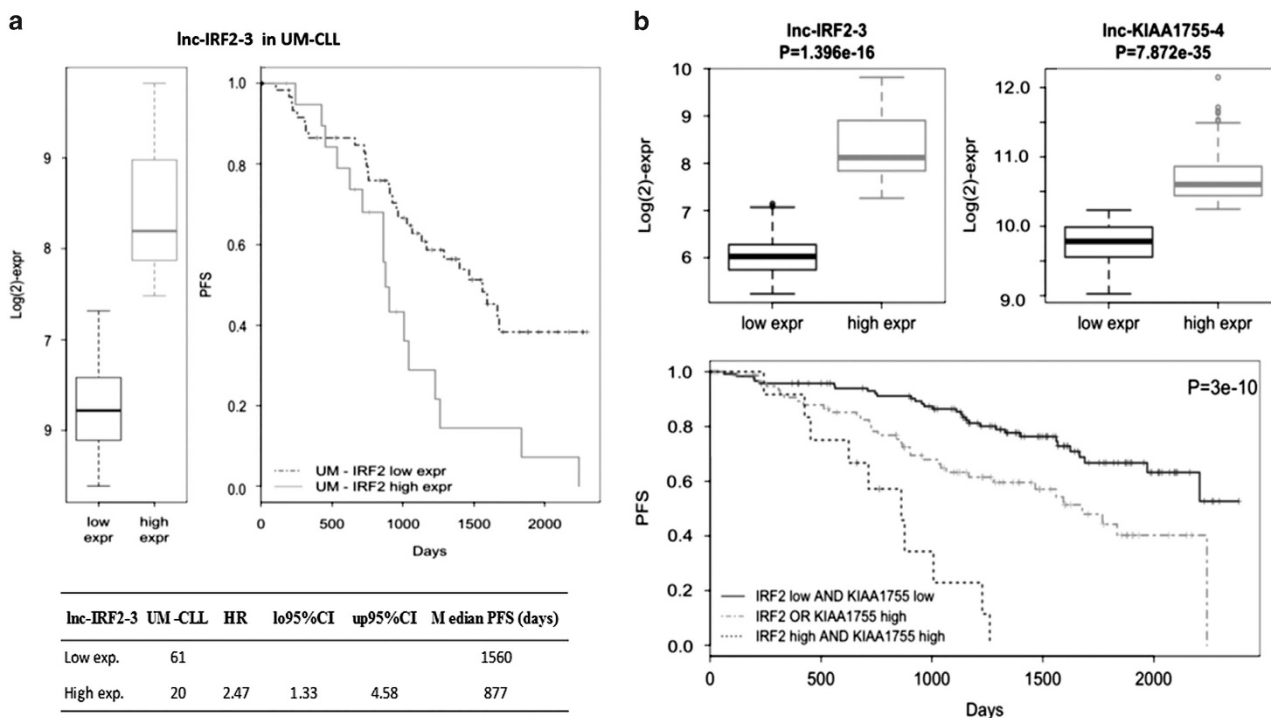 a
lnc-IRF2-3 in UM-CLL
Log(2)-expr
9
8
7
9
low expr
high expr
PFS
1.0
0.8
0.6
0.4
0.2
0.0
UM - IRF2 low expr
UM - IRF2 high expr
0 500 1000 1500 2000
Days
lnc-IRF2-3 UM -CLL HR lo95%CI up95%CI M edian PFS (days)
Low exp. 61 1560
High exp. 20 2.47 1.33 4.58 877
b
lnc-IRF2-3
P=1.396e-16
Log(2)-expr
10
9
8
7
6
low expr high expr
lnc-KIAA1755-4
P=7.872e-35
Log(2)-expr
12.0
11.0
10.0
9.0
low expr high expr
PFS
1.0
0.8
0.6
0.4
0.2
0.0
P=3e-10
IRF2 low AND KIAA1755 low
IRF2 OR KIAA1755 high
IRF2 high AND KIAA1755 high
0 500 1000 1500 2000
Days